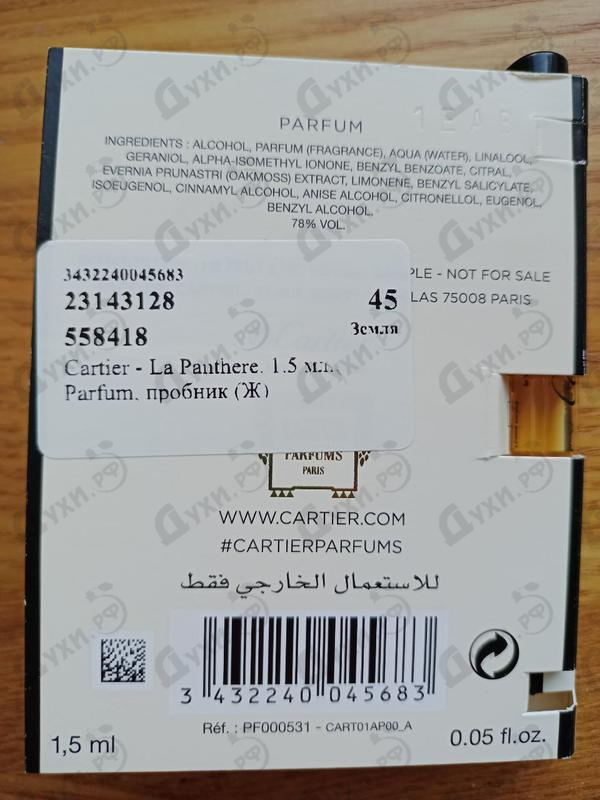 PARFUM
INGREDIENTS : ALCOHOL, PARFUM (FRAGRANCE), AQUA (WATER), LINALOOL,
GERANIOL, ALPHA-ISOMETHYL IONONE, BENZYL BENZOATE, CITRAL,
EVERNIA PRUNASTRI (OAKMOSS) EXTRACT, LIMONENE, BENZYL SALICYLATE,
ISOEUGENOL, CINNAMYL ALCOHOL, ANISE ALCOHOL, CITRONELLOL, EUGENOL,
BENZYL ALCOHOL.
78% VOL.
PLE - NOT FOR SALE
LAS 75008 PARIS
3432240045683
23143128 45
558418 Земля
Cartier - La Panthere. 1.5 мл.
Parfum. пробник (Ж)
PARFUMS
PARIS
WWW.CARTIER.COM
#CARTIERPARFUMS
للاستعمال الخارجي فقط
3 432240 045683
Réf. : PF000531 - CART01AP00_A
1,5 ml 0.05 fl.oz.
Духи.РФ